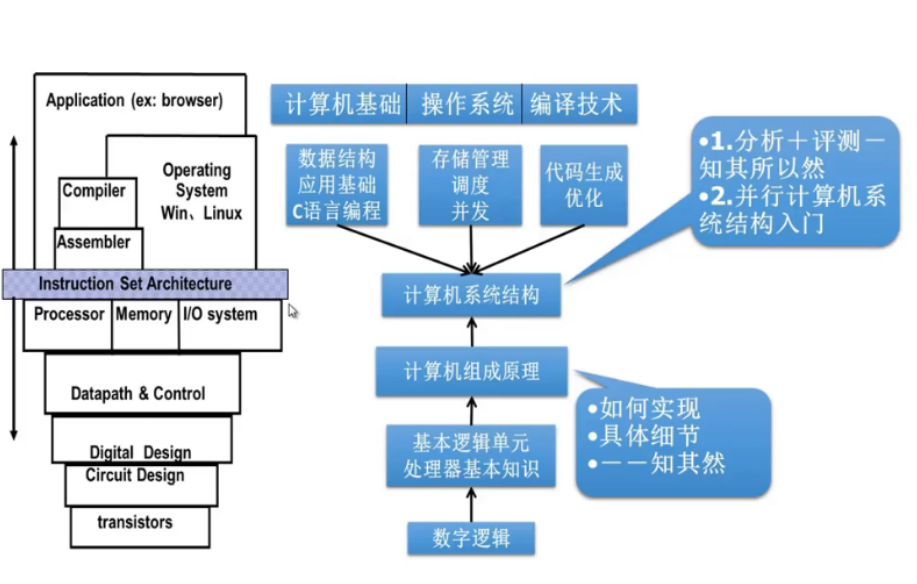 Application (ex: browser)
Operating
System
Win、Linux
Compiler
Assembler
Instruction Set Architecture
Processor
Memory
I/O system
Datapath & Control
Digital Design
Circuit Design
transistors
计算机基础
操作系统
编译技术
数据结构
应用基础
C语言编程
存储管理
调度
并发
代码生成
优化
•1.分析＋评测－
知其所以然
•2.并行计算机系
统结构入门
计算机系统结构
计算机组成原理
•如何实现
•具体细节
•－－知其然
基本逻辑单元
处理器基本知识
数字逻辑